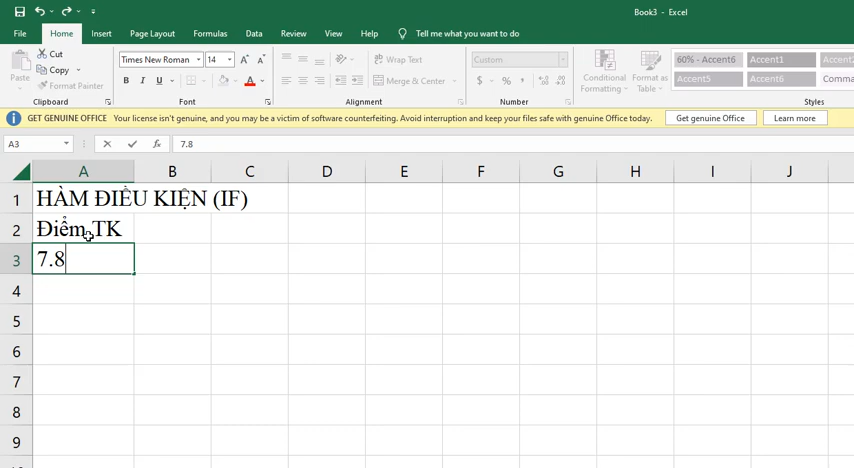 Book3 - Excel
File Home Insert Page Layout Formulas Data Review View Help Tell me what you want to do
Paste
Cut
Copy
Format Painter
Clipboard
Times New Roman 14
B I U
Font
Wrap Text
Merge & Center
Alignment
Custom
$ % ,
Number
Conditional Formatting
Format as Table
60% - Accent6 Accent1
Accent5 Accent6
Styles
GET GENUINE OFFICE Your license isn't genuine, and you may be a victim of software counterfeiting. Avoid interruption and keep your files safe with genuine Office today. Get genuine Office Learn more
A3 fx 7.8
A B C D E F G H I J
1 HÀM ĐIỀU KIỆN (IF)
2 Điểm TK
3 7.8
4
5
6
7
8
9